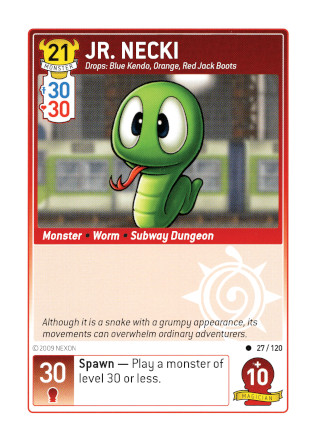 21
MONSTER
JR. NECKI
Drops: Blue Kendo, Orange, Red Jack Boots
30
30
Monster • Worm • Subway Dungeon
Although it is a snake with a grumpy appearance, its
movements can overwhelm ordinary adventurers.
©2009 NEXON
● 27/120
30
Spawn — Play a monster of
level 30 or less.
+
10
MAGICIAN